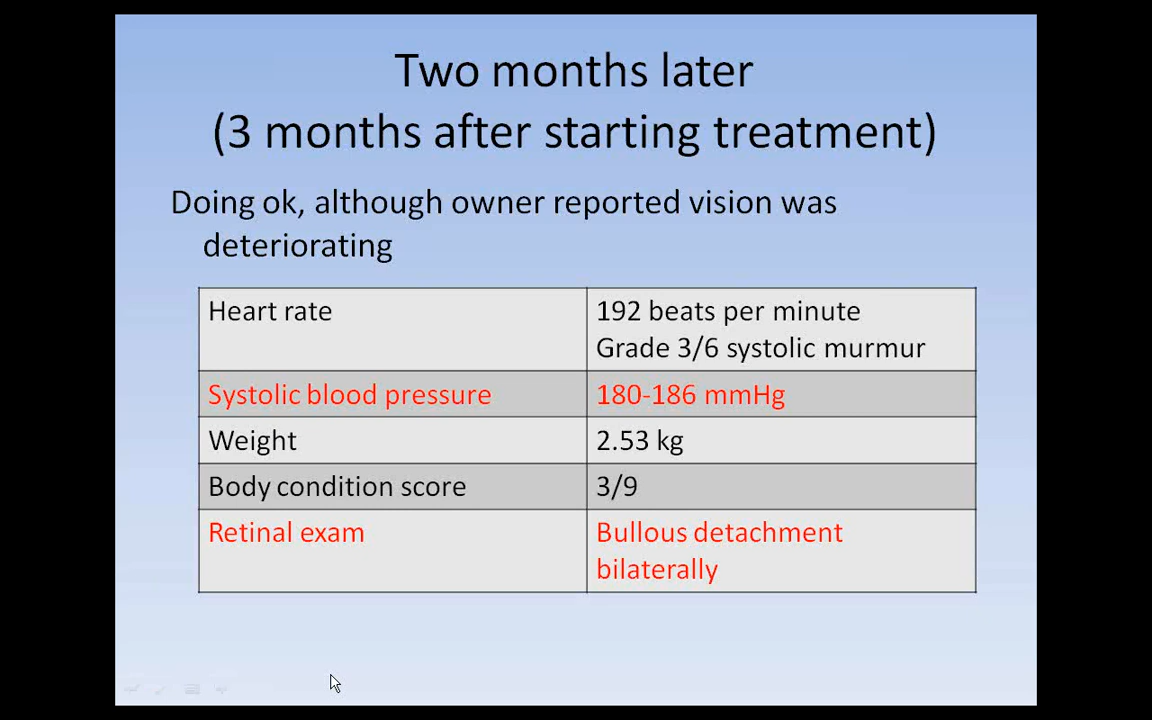 Two months later
(3 months after starting treatment)
Doing ok, although owner reported vision was
deteriorating
Heart rate
192 beats per minute
Grade 3/6 systolic murmur
Systolic blood pressure
180-186 mmHg
Weight
2.53 kg
Body condition score
3/9
Retinal exam
Bullous detachment
bilaterally